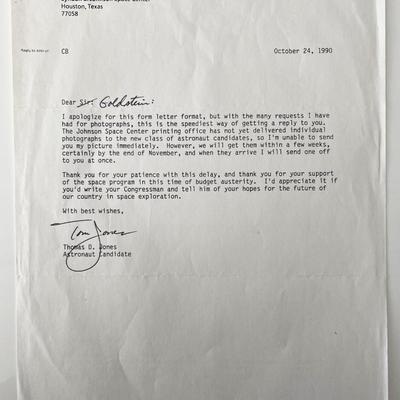 Houston, Texas
77058
Reply to Attn of: CB October 24, 1990
Dear Sir: Goldstein:
I apologize for this form letter format, but with the many requests I have
had for photographs, this is the speediest way of getting a reply to you.
The Johnson Space Center printing office has not yet delivered individual
photographs to the new class of astronaut candidates, so I'm unable to send
you my picture immediately. However, we will get them within a few weeks,
certainly by the end of November, and when they arrive I will send one off
to you at once.
Thank you for your patience with this delay, and thank you for your support
of the space program in this time of budget austerity. I'd appreciate it if
you'd write your Congressman and tell him of your hopes for the future of
our country in space exploration.
With best wishes,
Tom Jones
Thomas D. Jones
Astronaut Candidate